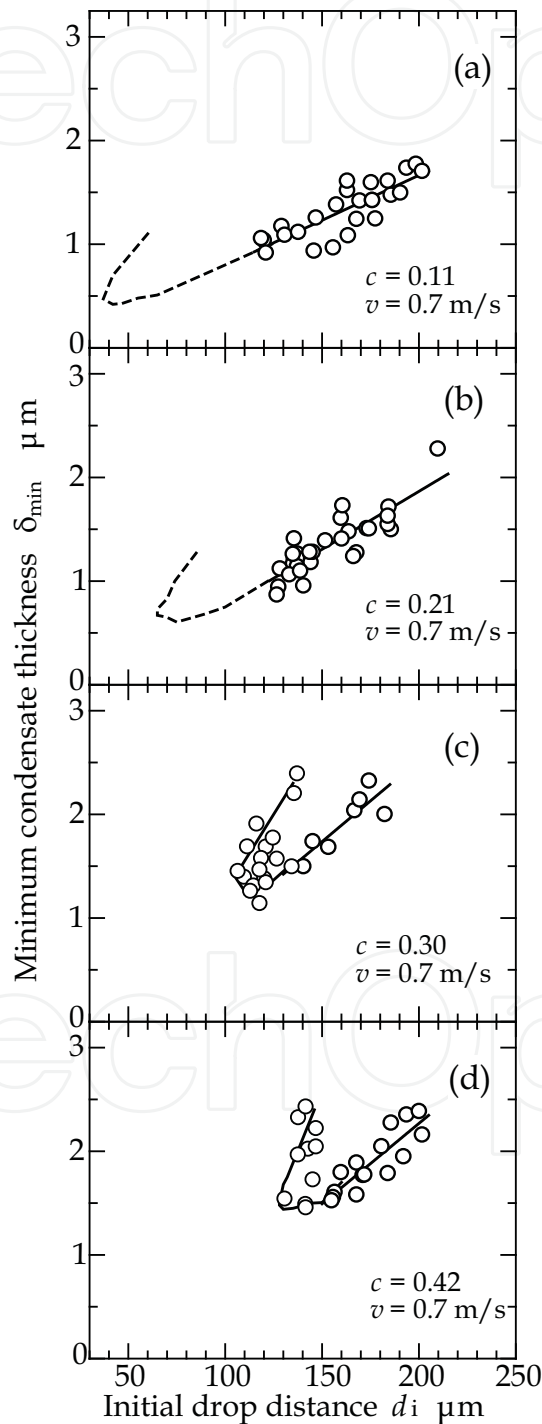 echOp
3
(a)
2
1
c = 0.11
v = 0.7 m/s
0
3
(b)
2
1
c = 0.21
v = 0.7 m/s
0
Minimum condensate thickness δmin μm
3
(c)
2
1
c = 0.30
v = 0.7 m/s
0
echOp
3
(d)
2
1
c = 0.42
v = 0.7 m/s
0
50 100 150 200 250
Initial drop distance di μm